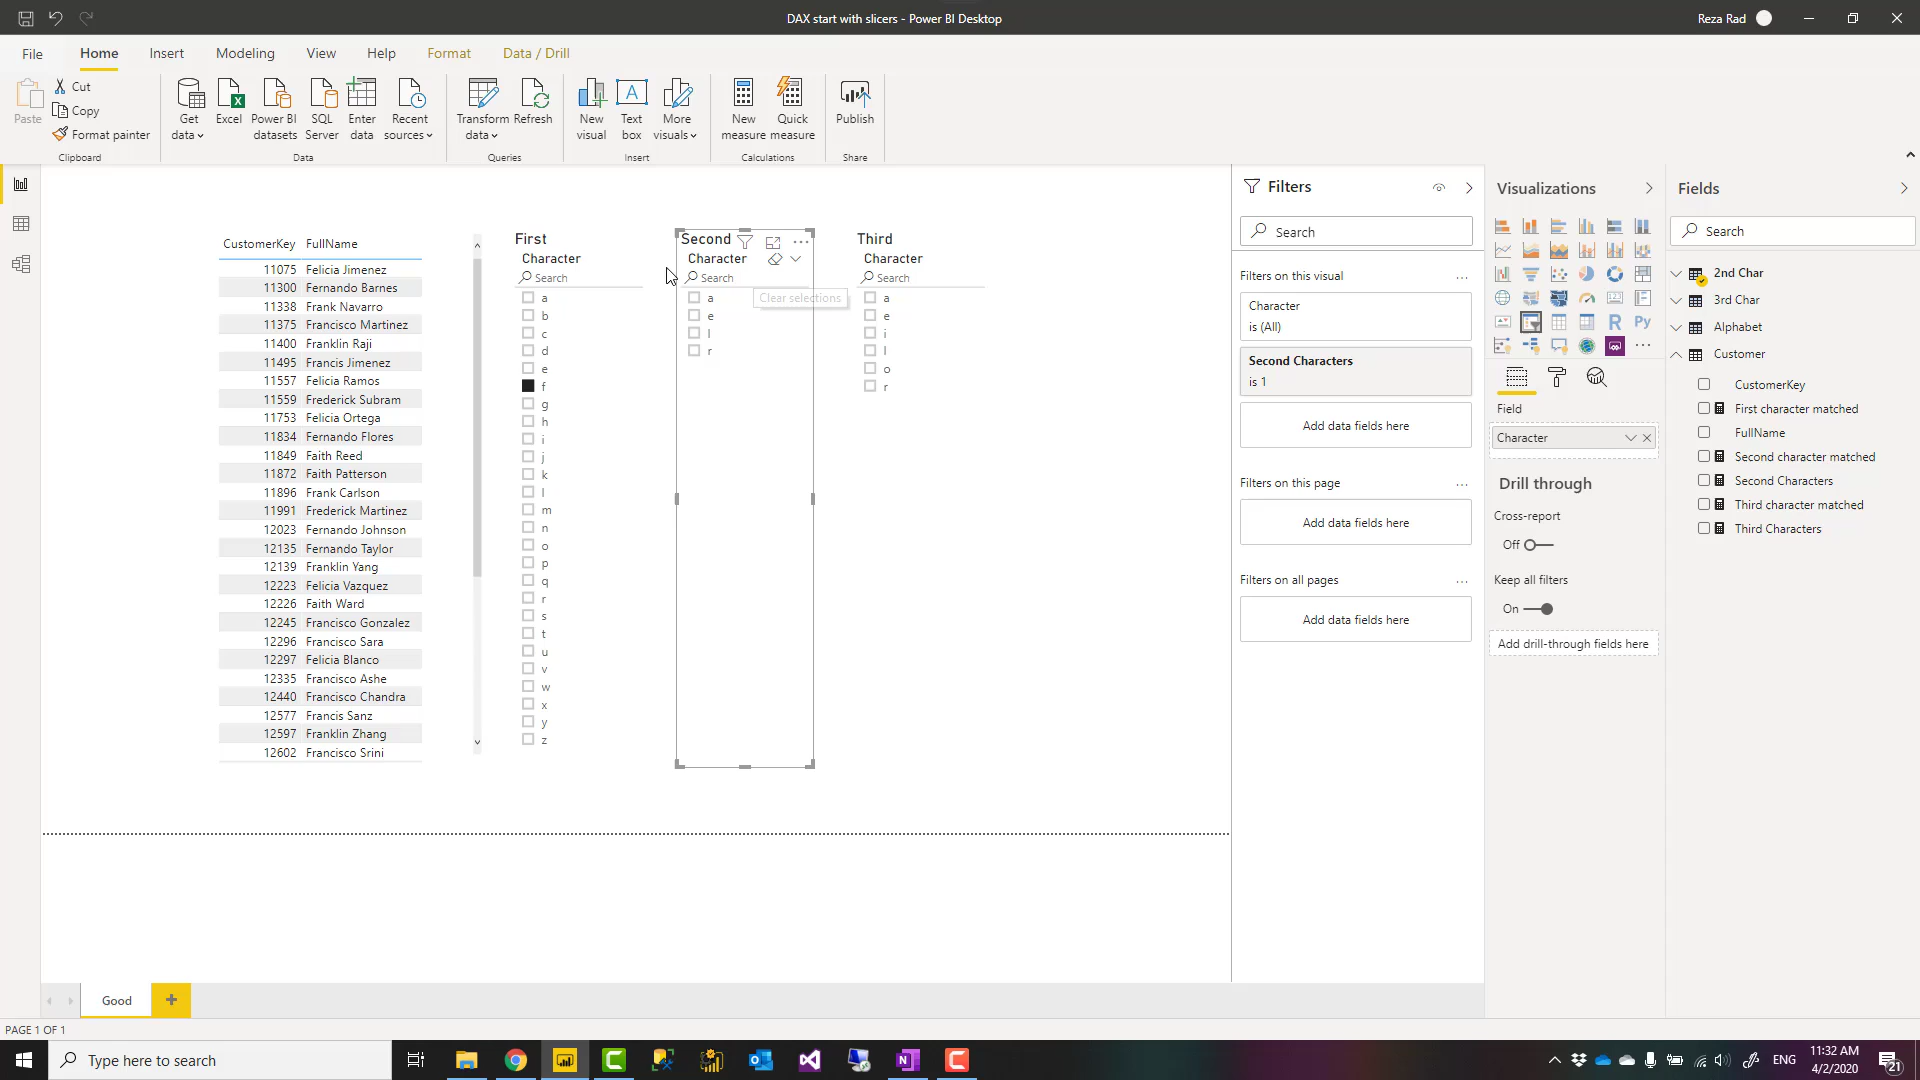 DAX start with slicers - Power BI Desktop
Reza Rad
File
Home
Insert
Modeling
View
Help
Format
Data / Drill
Paste
Cut
Copy
Format painter
Clipboard
Get
data
Excel
Power BI
datasets
SQL
Server
Enter
data
Recent
sources
Data
Transform
data
Refresh
Queries
New
visual
Text
box
More
visuals
Insert
New
measure
Quick
measure
Calculations
Publish
Share
CustomerKey FullName
11075 Felicia Jimenez
11300 Fernando Barnes
11338 Frank Navarro
11375 Francisco Martinez
11400 Franklin Raji
11495 Francis Jimenez
11557 Felicia Ramos
11559 Frederick Subram
11753 Felicia Ortega
11834 Fernando Flores
11849 Faith Reed
11872 Faith Patterson
11896 Frank Carlson
11991 Frederick Martinez
12023 Fernando Johnson
12135 Fernando Taylor
12139 Franklin Yang
12223 Felicia Vazquez
12226 Faith Ward
12245 Francisco Gonzalez
12296 Francisco Sara
12297 Felicia Blanco
12335 Francisco Ashe
12440 Francisco Chandra
12577 Francis Sanz
12597 Franklin Zhang
12602 Francisco Srini
First
Character
Search
a
b
c
d
e
f
g
h
i
j
k
l
m
n
o
p
q
r
s
t
u
v
w
x
y
z
Second
Character
Search
Clear selections
a
e
l
r
Third
Character
Search
a
e
i
l
o
r
Filters
Search
Filters on this visual
Character
is (All)
Second Characters
is 1
Add data fields here
Filters on this page
Add data fields here
Filters on all pages
Add data fields here
Visualizations
R
Py
Field
Character
Drill through
Cross-report
Off
Keep all filters
On
Add drill-through fields here
Fields
Search
2nd Char
3rd Char
Alphabet
Customer
CustomerKey
First character matched
FullName
Second character matched
Second Characters
Third character matched
Third Characters
Good
PAGE 1 OF 1
Type here to search
ENG
11:32 AM
4/2/2020
21